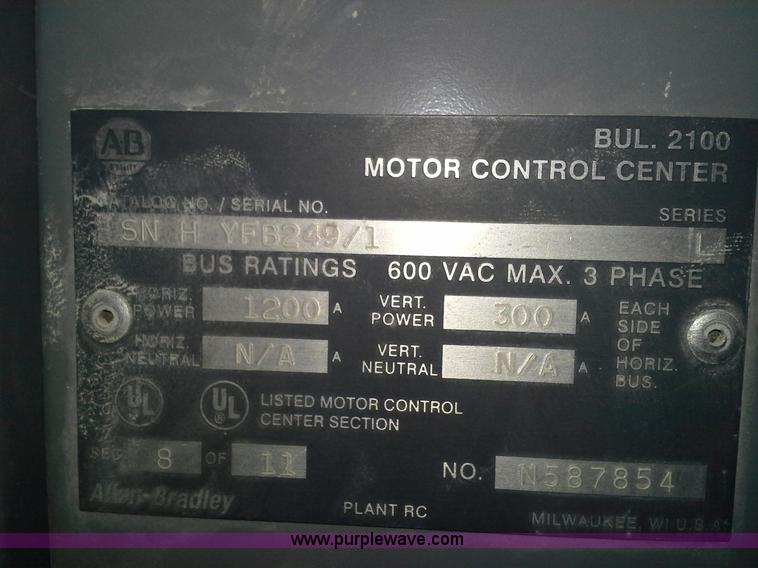 AB
QUALITY
BUL. 2100
MOTOR CONTROL CENTER
CATALOG NO. / SERIAL NO.
SERIES
SN H YFB249/1 L
BUS RATINGS 600 VAC MAX. 3 PHASE
HORIZ. POWER 1200 A VERT. POWER 300 A EACH SIDE OF HORIZ. BUS.
HORIZ. NEUTRAL N/A A VERT. NEUTRAL N/A A
UL UL ® LISTED MOTOR CONTROL
CENTER SECTION
SEC. 8 OF 11 NO. N587854
Allen-Bradley PLANT RC MILWAUKEE, WI U.S.A.
www.purplewave.com